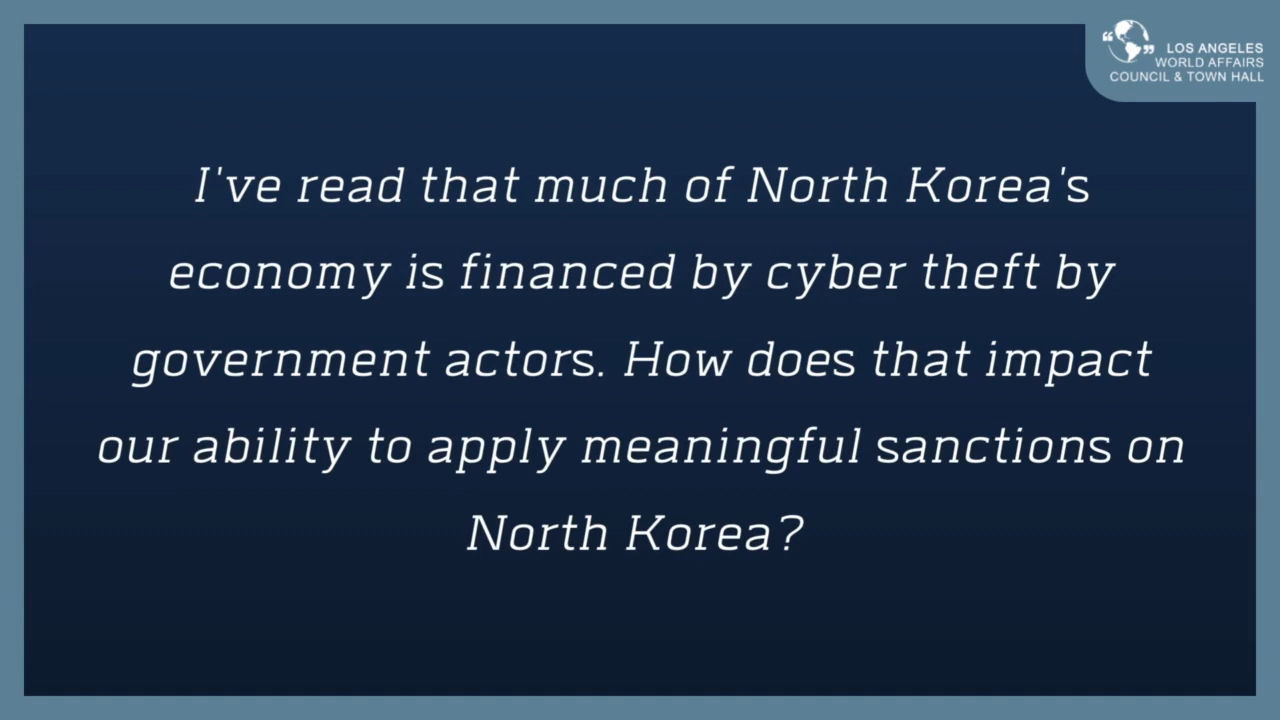 LOS ANGELES
WORLD AFFAIRS
COUNCIL & TOWN HALL
I've read that much of North Korea's
economy is financed by cyber theft by
government actors. How does that impact
our ability to apply meaningful sanctions on
North Korea?